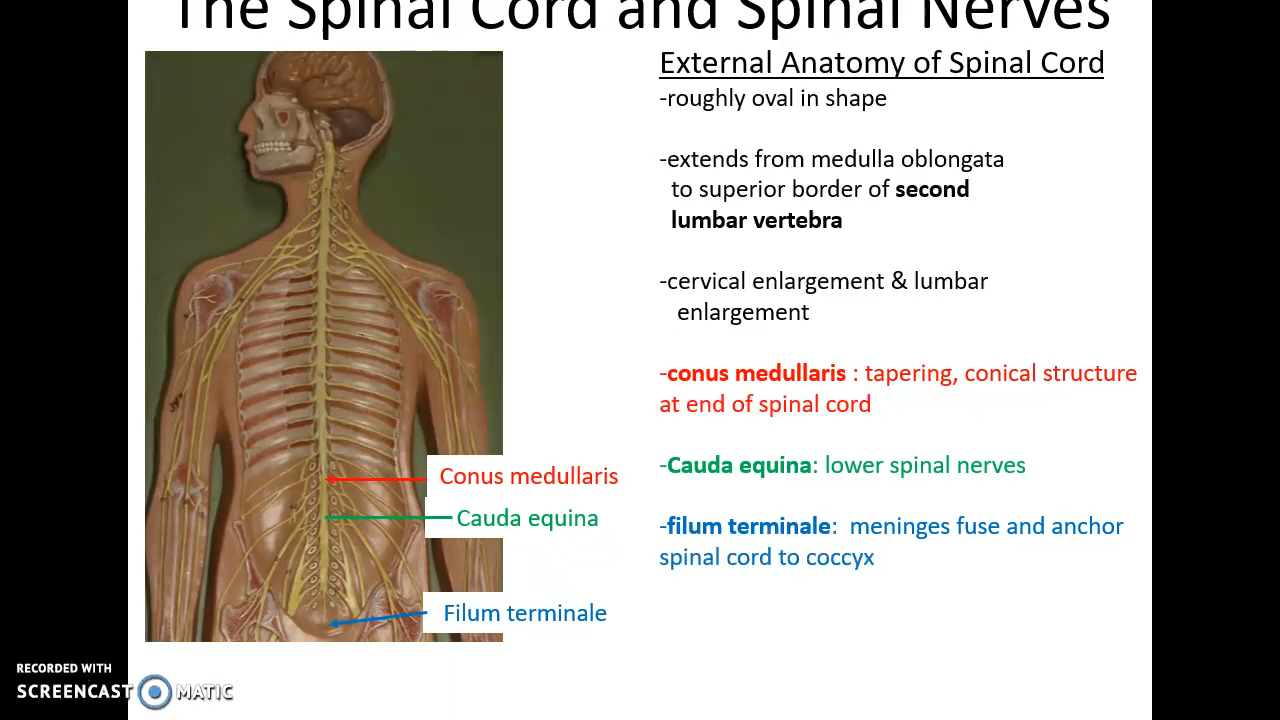 The Spinal Cord and Spinal Nerves
External Anatomy of Spinal Cord
-roughly oval in shape
-extends from medulla oblongata
to superior border of second
lumbar vertebra
-cervical enlargement & lumbar
enlargement
-conus medullaris : tapering, conical structure
at end of spinal cord
-Cauda equina: lower spinal nerves
-filum terminale: meninges fuse and anchor
spinal cord to coccyx
Conus medullaris
Cauda equina
Filum terminale
RECORDED WITH
SCREENCAST MATIC